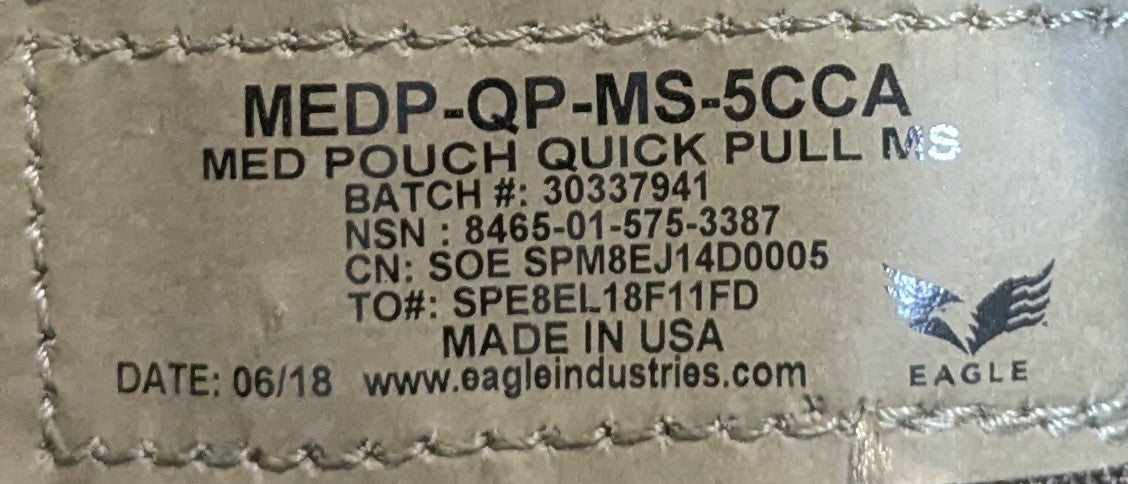 MEDP-QP-MS-5CCA
MED POUCH QUICK PULL MS
BATCH #: 30337941
NSN : 8465-01-575-3387
CN: SOE SPM8EJ14D0005
TO#: SPE8EL18F11FD
MADE IN USA
DATE: 06/18 www.eagleindustries.com
EAGLE